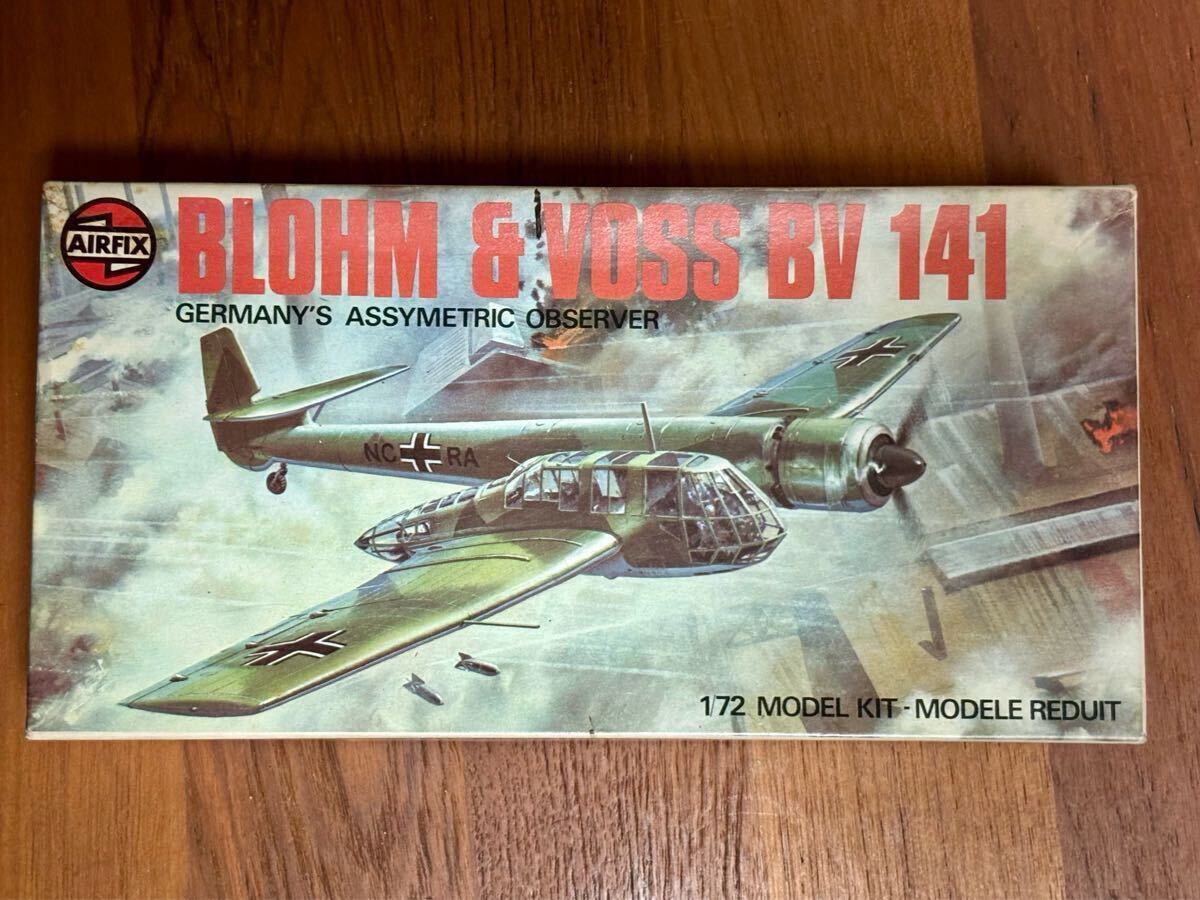 AIRFIX
BLOHM & VOSS BV 141
GERMANY'S ASSYMETRIC OBSERVER
NC RA
1/72 MODEL KIT - MODELE REDUIT